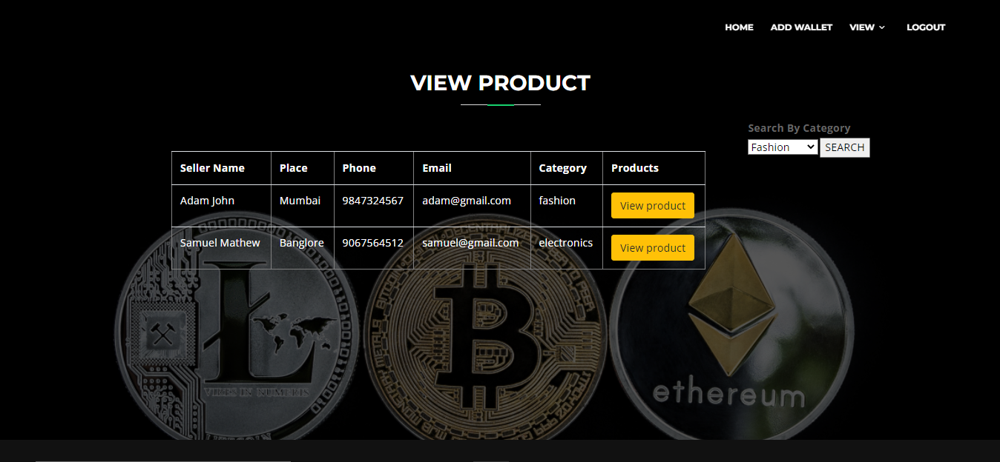 HOME ADD WALLET VIEW LOGOUT
VIEW PRODUCT
Search By Category
Fashion SEARCH
Seller Name Place Phone Email Category Products
Adam John Mumbai 9847324567 adam@gmail.com fashion View product
Samuel Mathew Banglore 9067564512 samuel@gmail.com electronics View product
VIRES IN NUMERIS
DECENTRALIZED
BITCOIN
ethereum